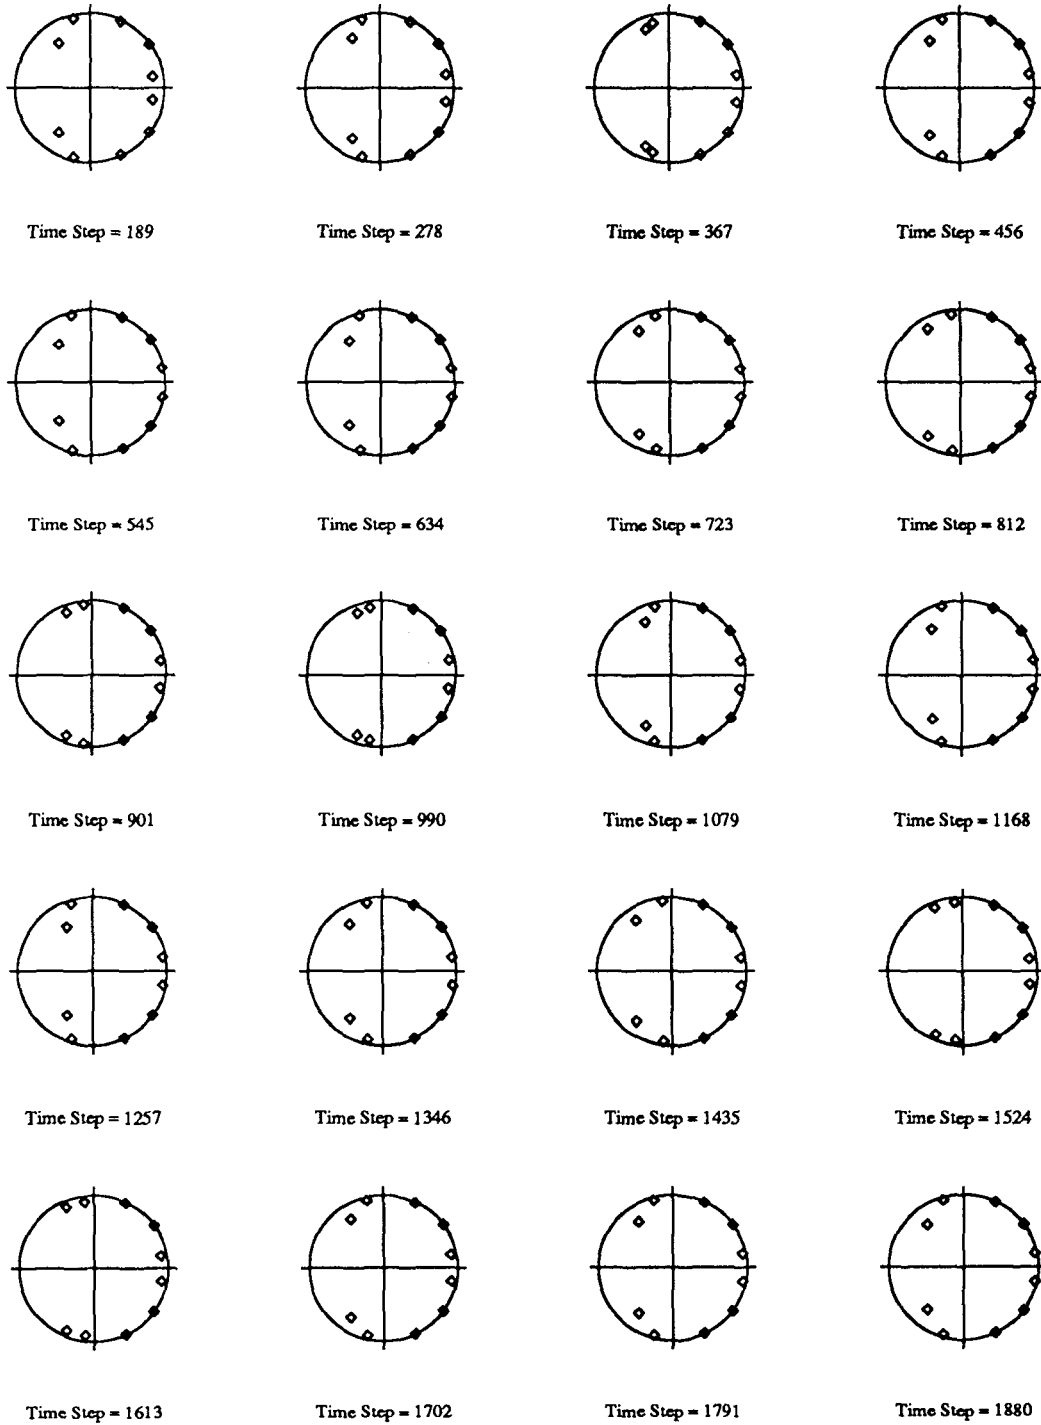 Time Step = 189
Time Step = 278
Time Step = 367
Time Step = 456
Time Step = 545
Time Step = 634
Time Step = 723
Time Step = 812
Time Step = 901
Time Step = 990
Time Step = 1079
Time Step = 1168
Time Step = 1257
Time Step = 1346
Time Step = 1435
Time Step = 1524
Time Step = 1613
Time Step = 1702
Time Step = 1791
Time Step = 1880